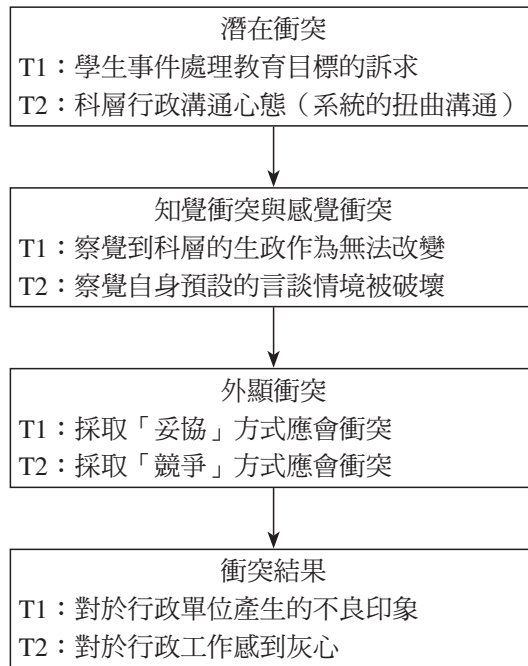 潛在衝突
T1：學生事件處理教育目標的訴求
T2：科層行政溝通心態（系統的扭曲溝通）
知覺衝突與感覺衝突
T1：察覺到科層的生政作為無法改變
T2：察覺自身預設的言談情境被破壞
外顯衝突
T1：採取「妥協」方式應會衝突
T2：採取「競爭」方式應會衝突
衝突結果
T1：對於行政單位產生的不良印象
T2：對於行政工作感到灰心